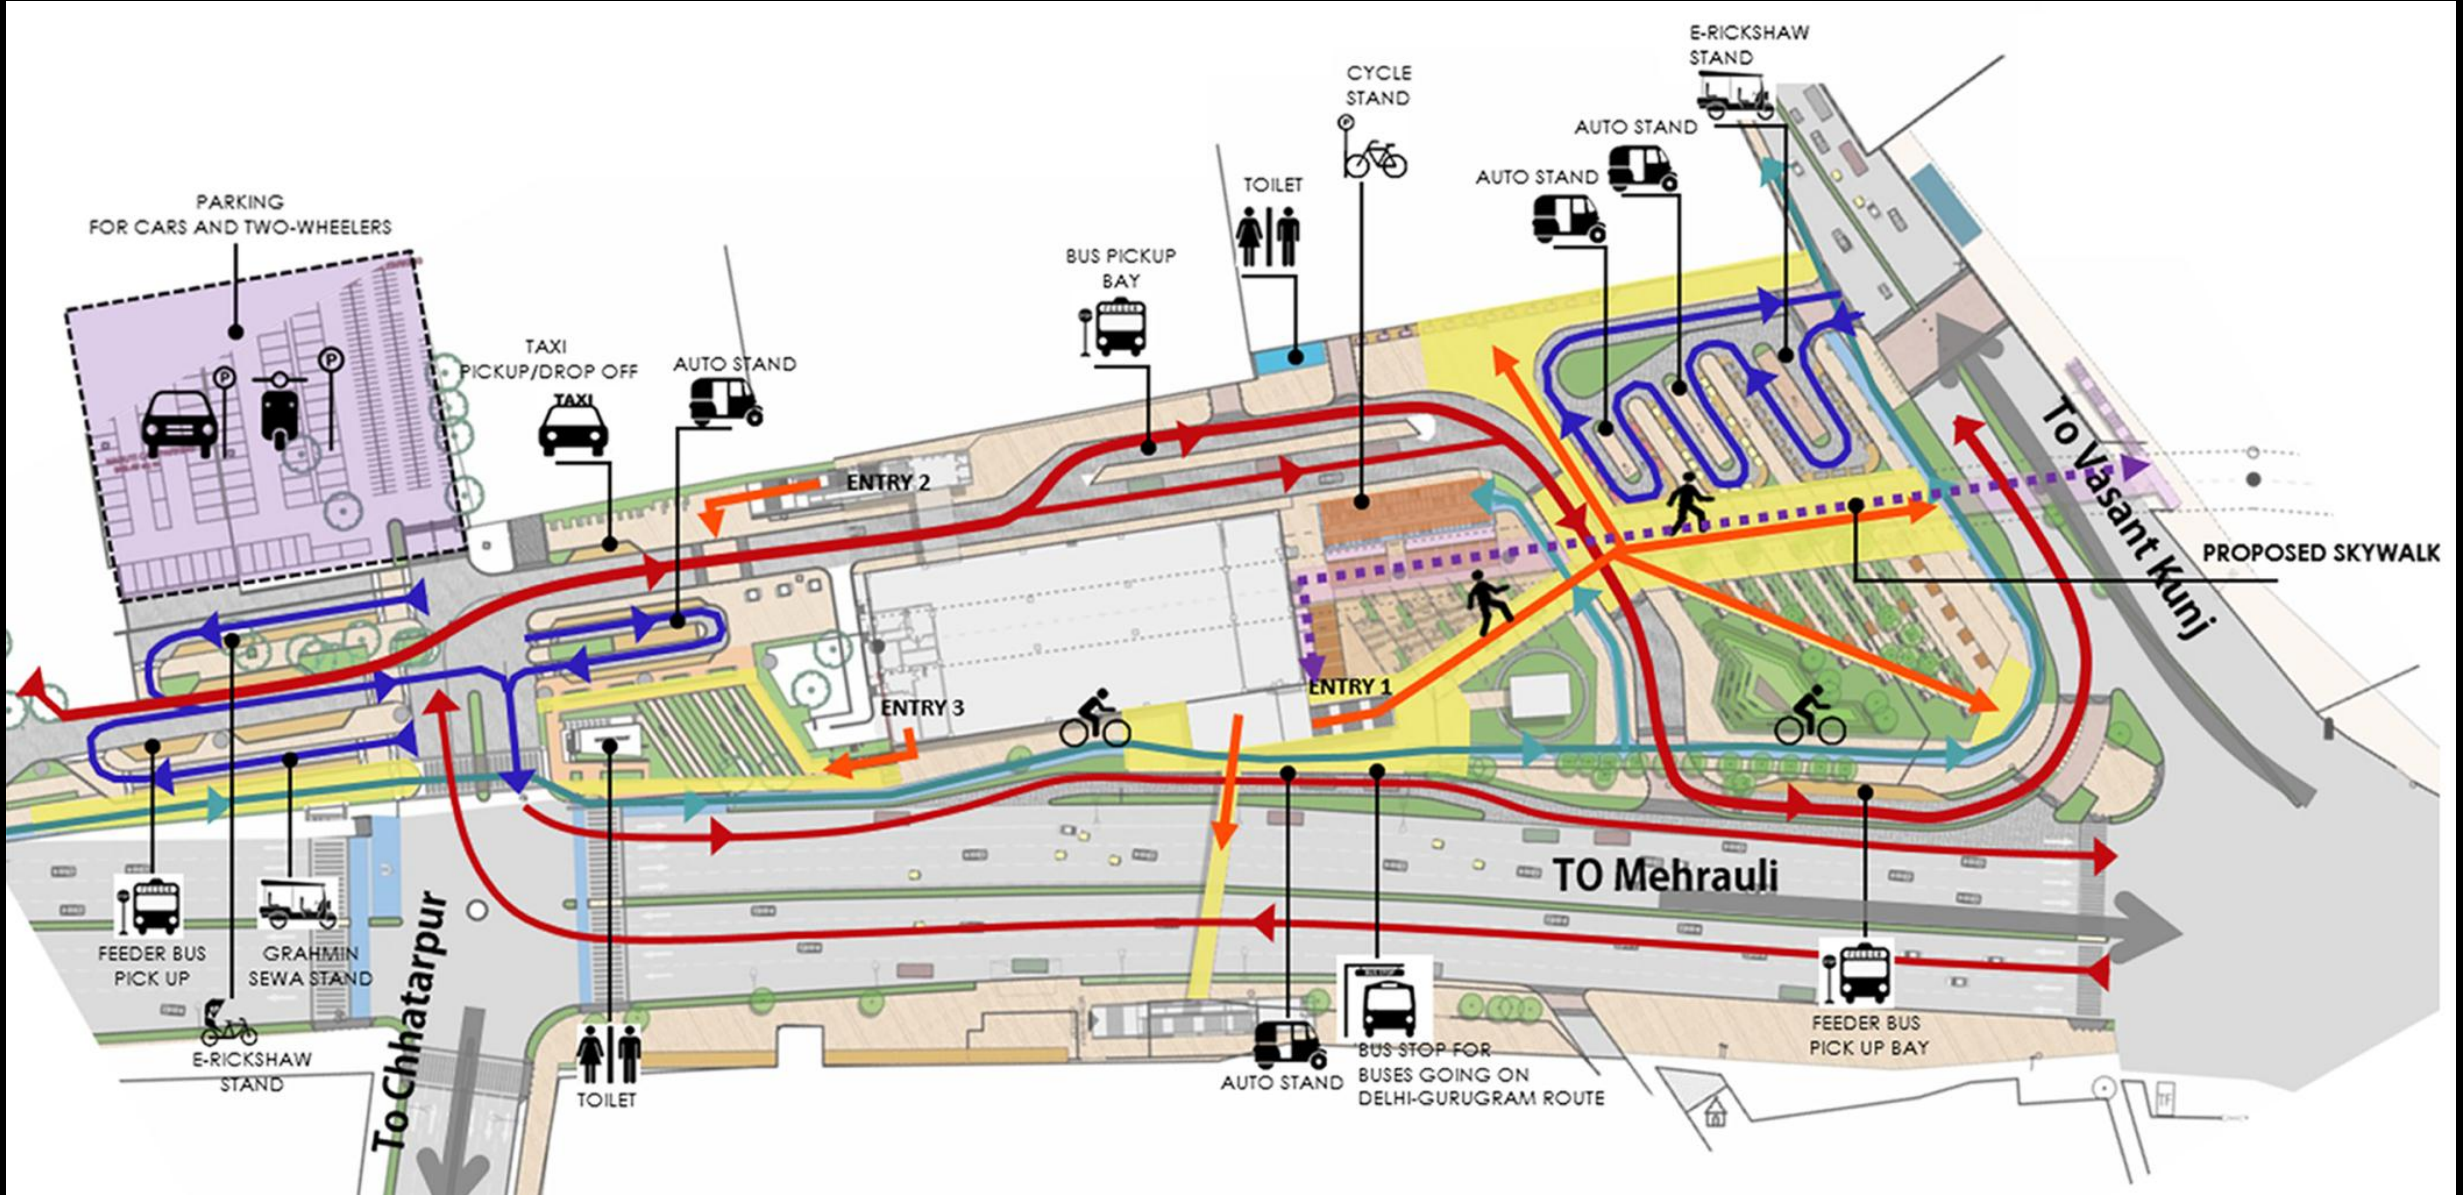 E-RICKSHAW
STAND
CYCLE
STAND
P
AUTO STAND
AUTO STAND
TOILET
PARKING
FOR CARS AND TWO-WHEELERS
BUS PICKUP
BAY
TAXI
PICKUP/DROP OFF
TAXI
AUTO STAND
P
P
To Vasant Kunj
ENTRY 2
PROPOSED SKYWALK
ENTRY 1
ENTRY 3
TO Mehrauli
To Chhatarpur
FEEDER BUS
PICK UP
GRAHMIN
SEWA STAND
E-RICKSHAW
STAND
TOILET
AUTO STAND
BUS STOP
BUS STOP FOR
BUSES GOING ON
DELHI-GURUGRAM ROUTE
FEEDER BUS
PICK UP BAY
TF